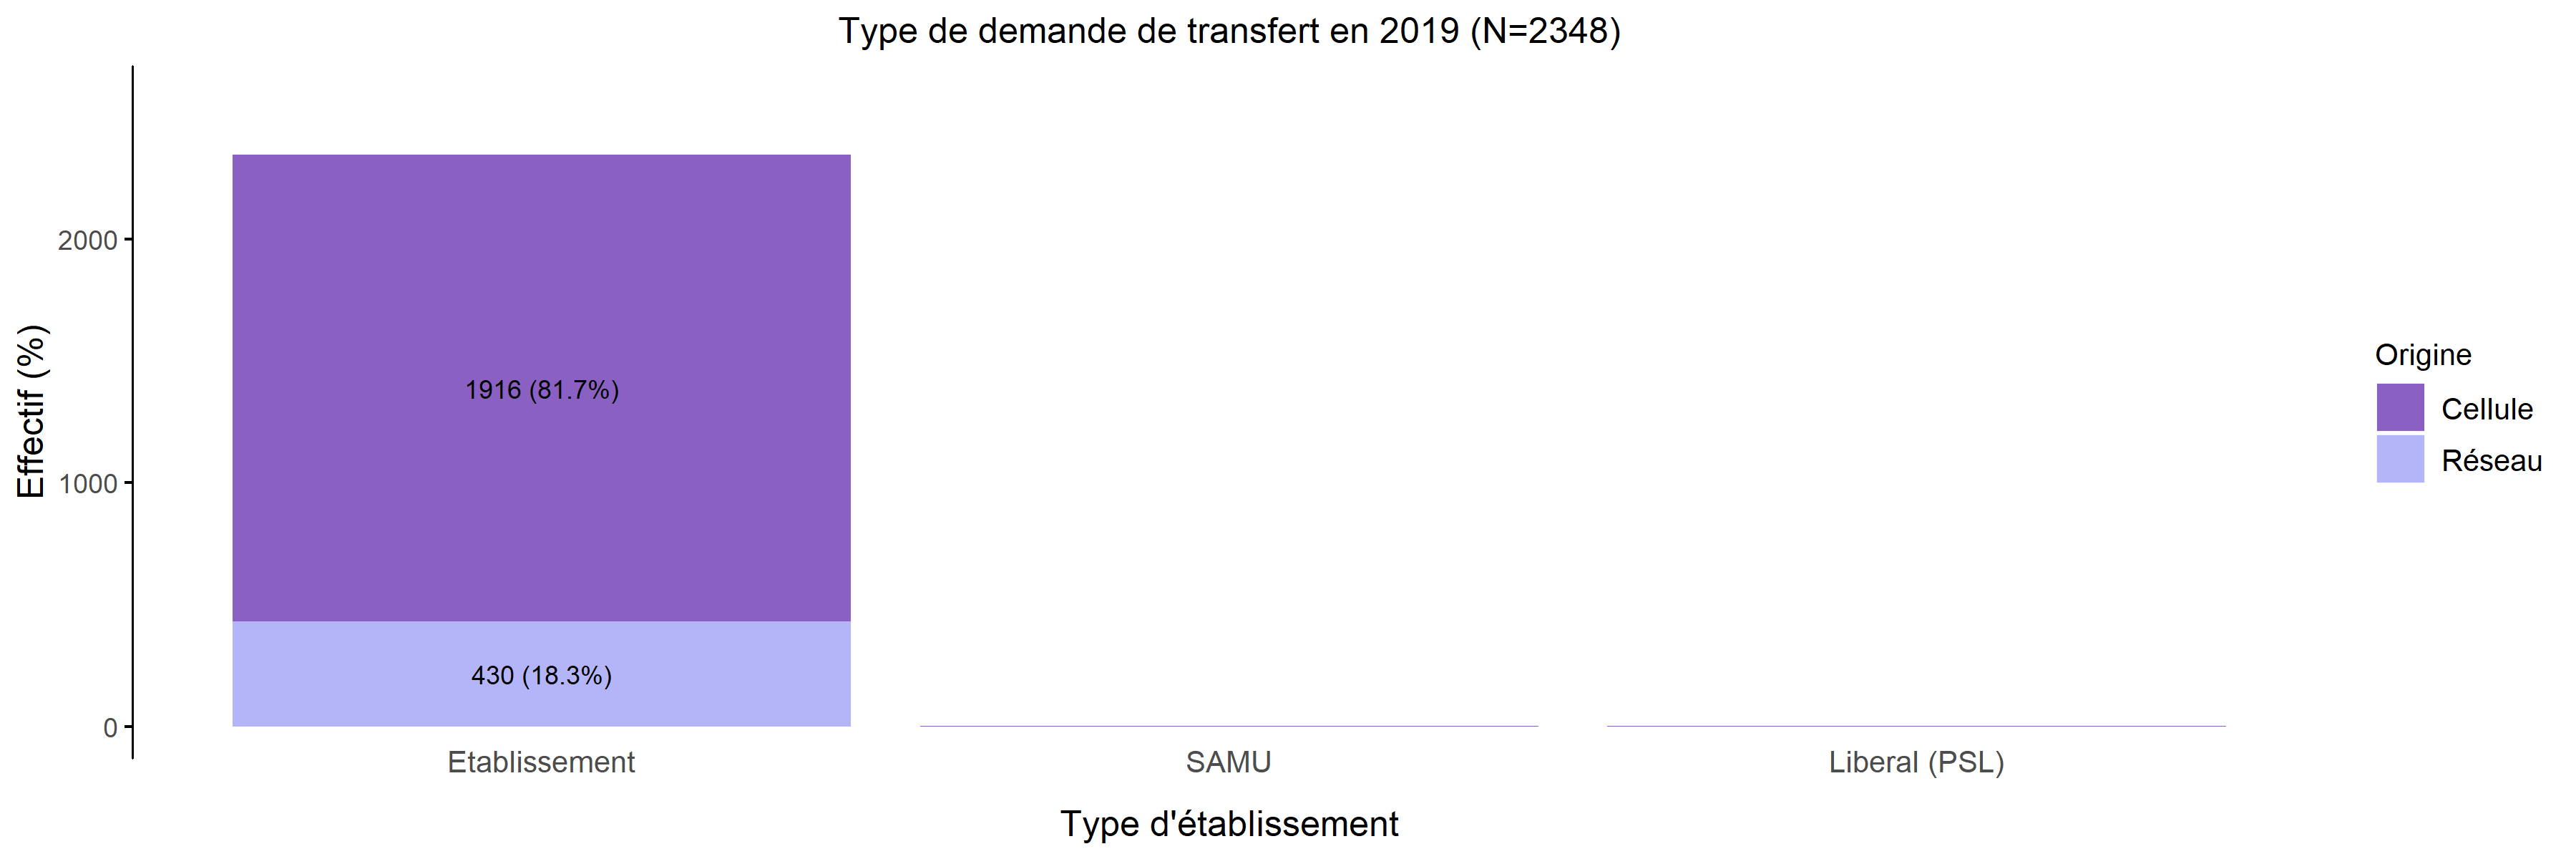 Type de demande de transfert en 2019 (N=2348)
Effectif (%)
2000
1000
0
1916 (81.7%)
430 (18.3%)
Etablissement
SAMU
Liberal (PSL)
Type d'établissement
Origine
Cellule
Réseau